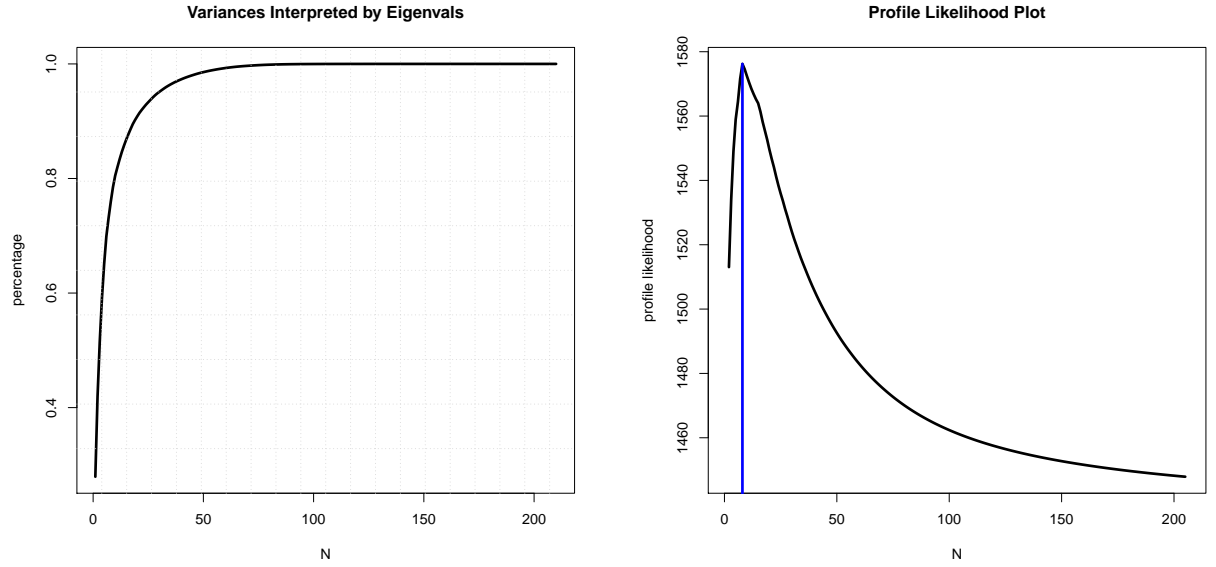 Variances Interpreted by Eigenvals
percentage
1.0
0.8
0.6
0.4
0 50 100 150 200
N
Profile Likelihood Plot
profile likelihood
1580
1560
1540
1520
1500
1480
1460
0 50 100 150 200
N